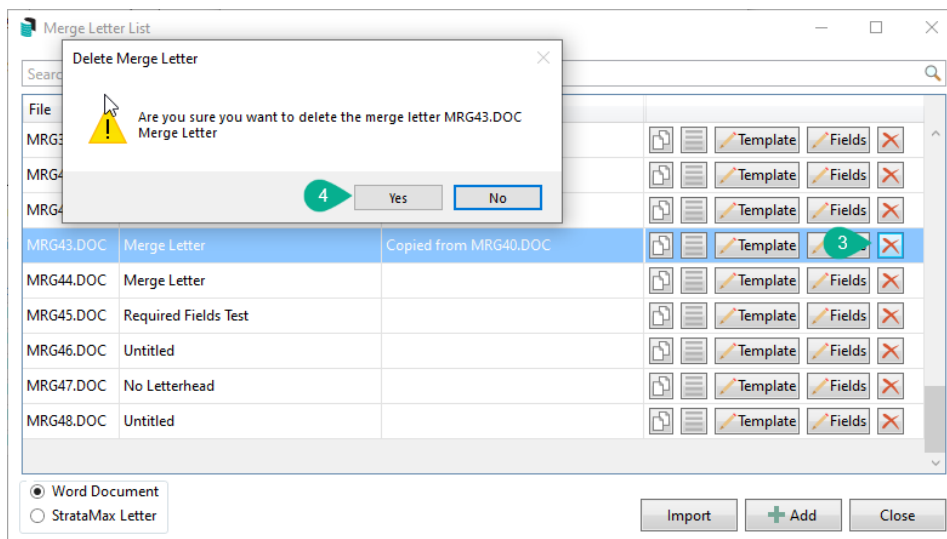 Merge Letter List
Delete Merge Letter
Searc
Are you sure you want to delete the merge letter MRG43.DOC
Merge Letter
4 Yes No
File
MRG3 Template Fields
MRG4 Template Fields
MRG4 Template Fields
MRG43.DOC Merge Letter Copied from MRG40.DOC Template 3
MRG44.DOC Merge Letter Template Fields
MRG45.DOC Required Fields Test Template Fields
MRG46.DOC Untitled Template Fields
MRG47.DOC No Letterhead Template Fields
MRG48.DOC Untitled Template Fields
Word Document
StrataMax Letter
Import Add Close